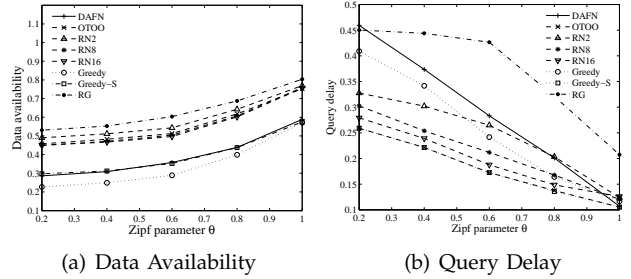 1.1
1
0.9
0.8
0.7
0.6
0.5
0.4
0.3
0.2
0.1
Data availability
DAFN
OTOO
RN2
RN8
RN16
Greedy
Greedy-S
RG
0.2 0.4 0.6 0.8 1
Zipf parameter θ
(a) Data Availability
0.5
0.45
0.4
0.35
0.3
0.25
0.2
0.15
0.1
Query delay
DAFN
OTOO
RN2
RN8
RN16
Greedy
Greedy-S
RG
0.2 0.4 0.6 0.8 1
Zipf parameter θ
(b) Query Delay